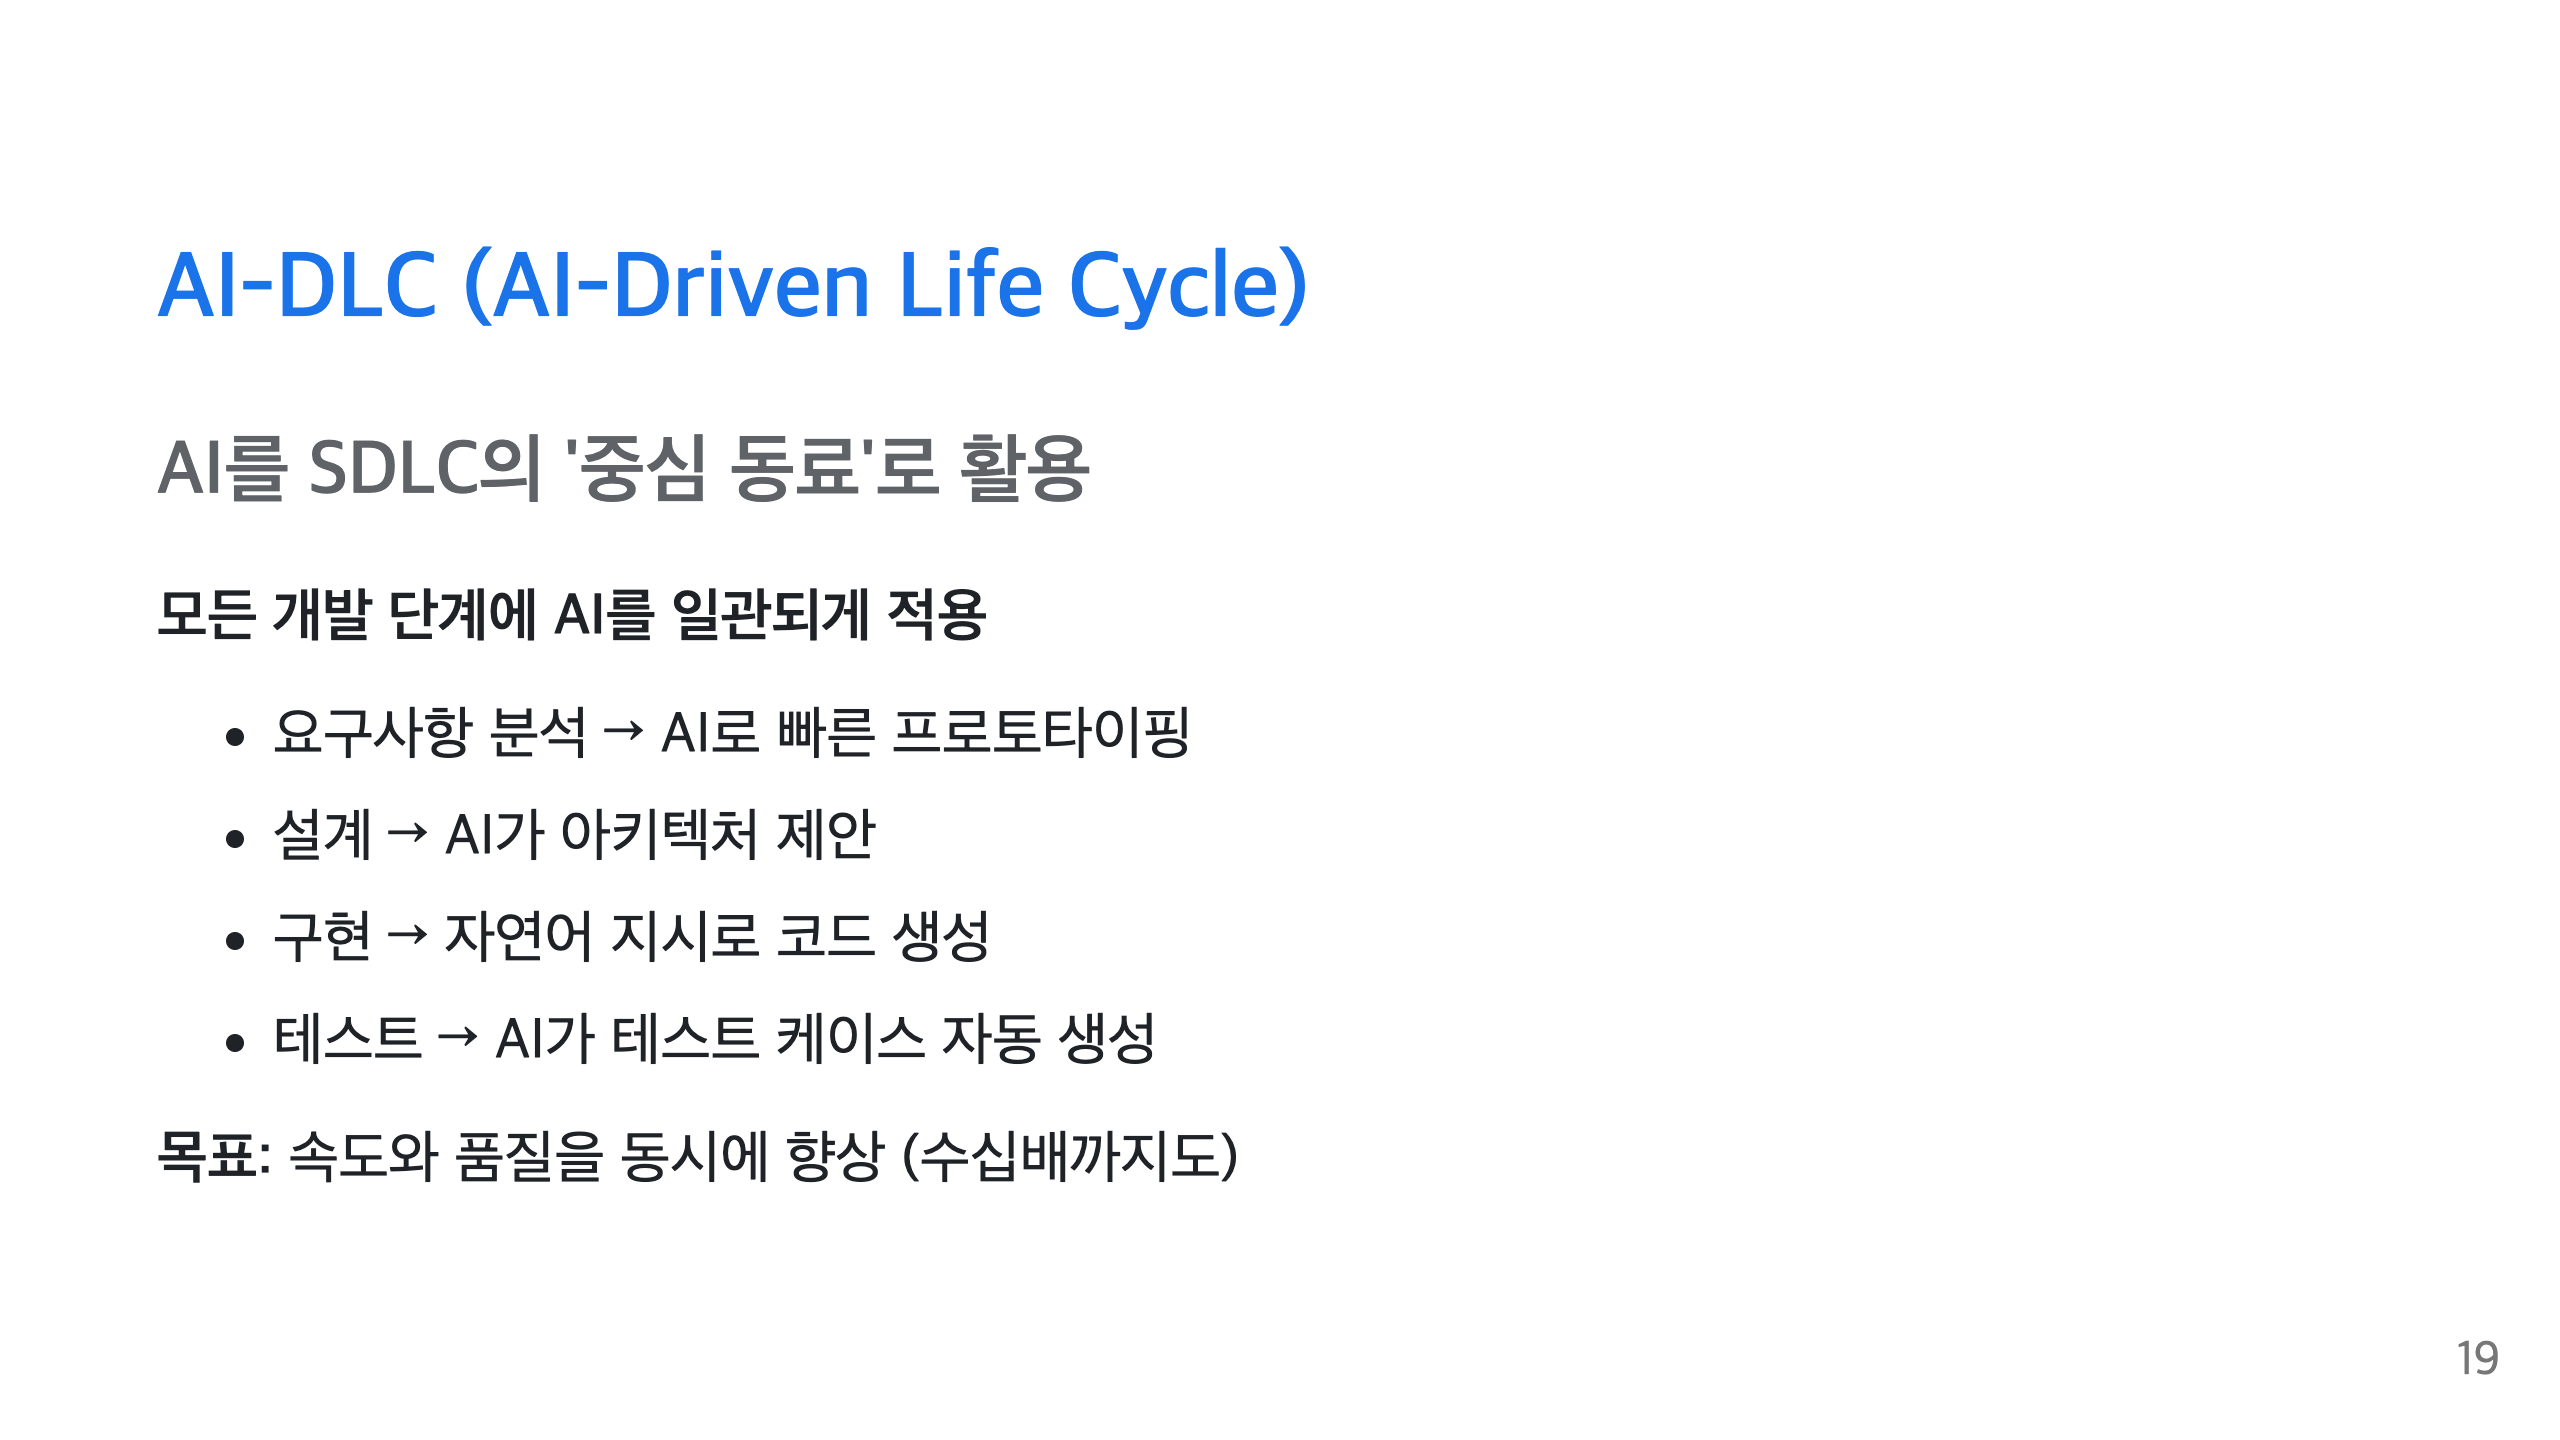 AI-DLC (AI-Driven Life Cycle)
AI를 SDLC의 '중심 동료'로 활용
모든 개발 단계에 AI를 일관되게 적용
• 요구사항 분석 → AI로 빠른 프로토타이핑
• 설계 → AI가 아키텍처 제안
• 구현 → 자연어 지시로 코드 생성
• 테스트 → AI가 테스트 케이스 자동 생성
목표: 속도와 품질을 동시에 향상 (수십배까지도)
19